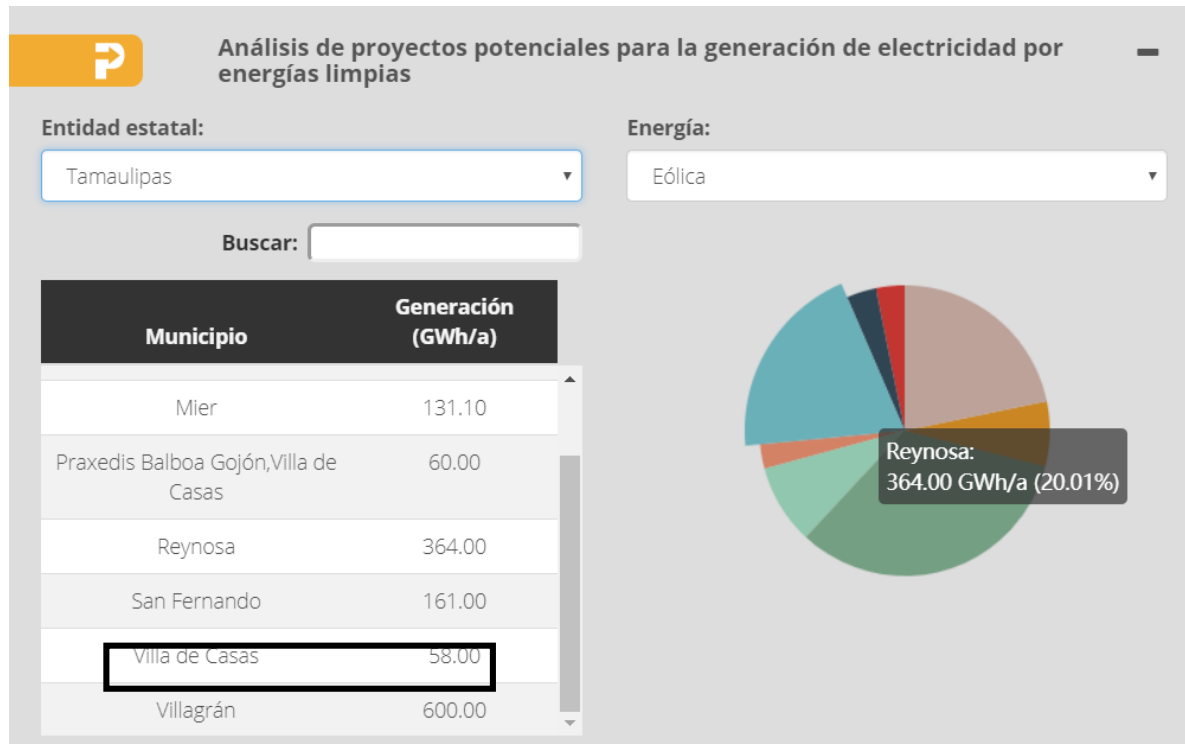 Análisis de proyectos potenciales para la generación de electricidad por
energías limpias
Entidad estatal:
Energía:
Tamaulipas
Eólica
Buscar:
Municipio
Generación
(GWh/a)
Mier 131.10
Praxedis Balboa Gojón,Villa de
Casas
60.00
Reynosa 364.00
San Fernando 161.00
Villa de Casas 58.00
Villagrán 600.00
Reynosa:
364.00 GWh/a (20.01%)